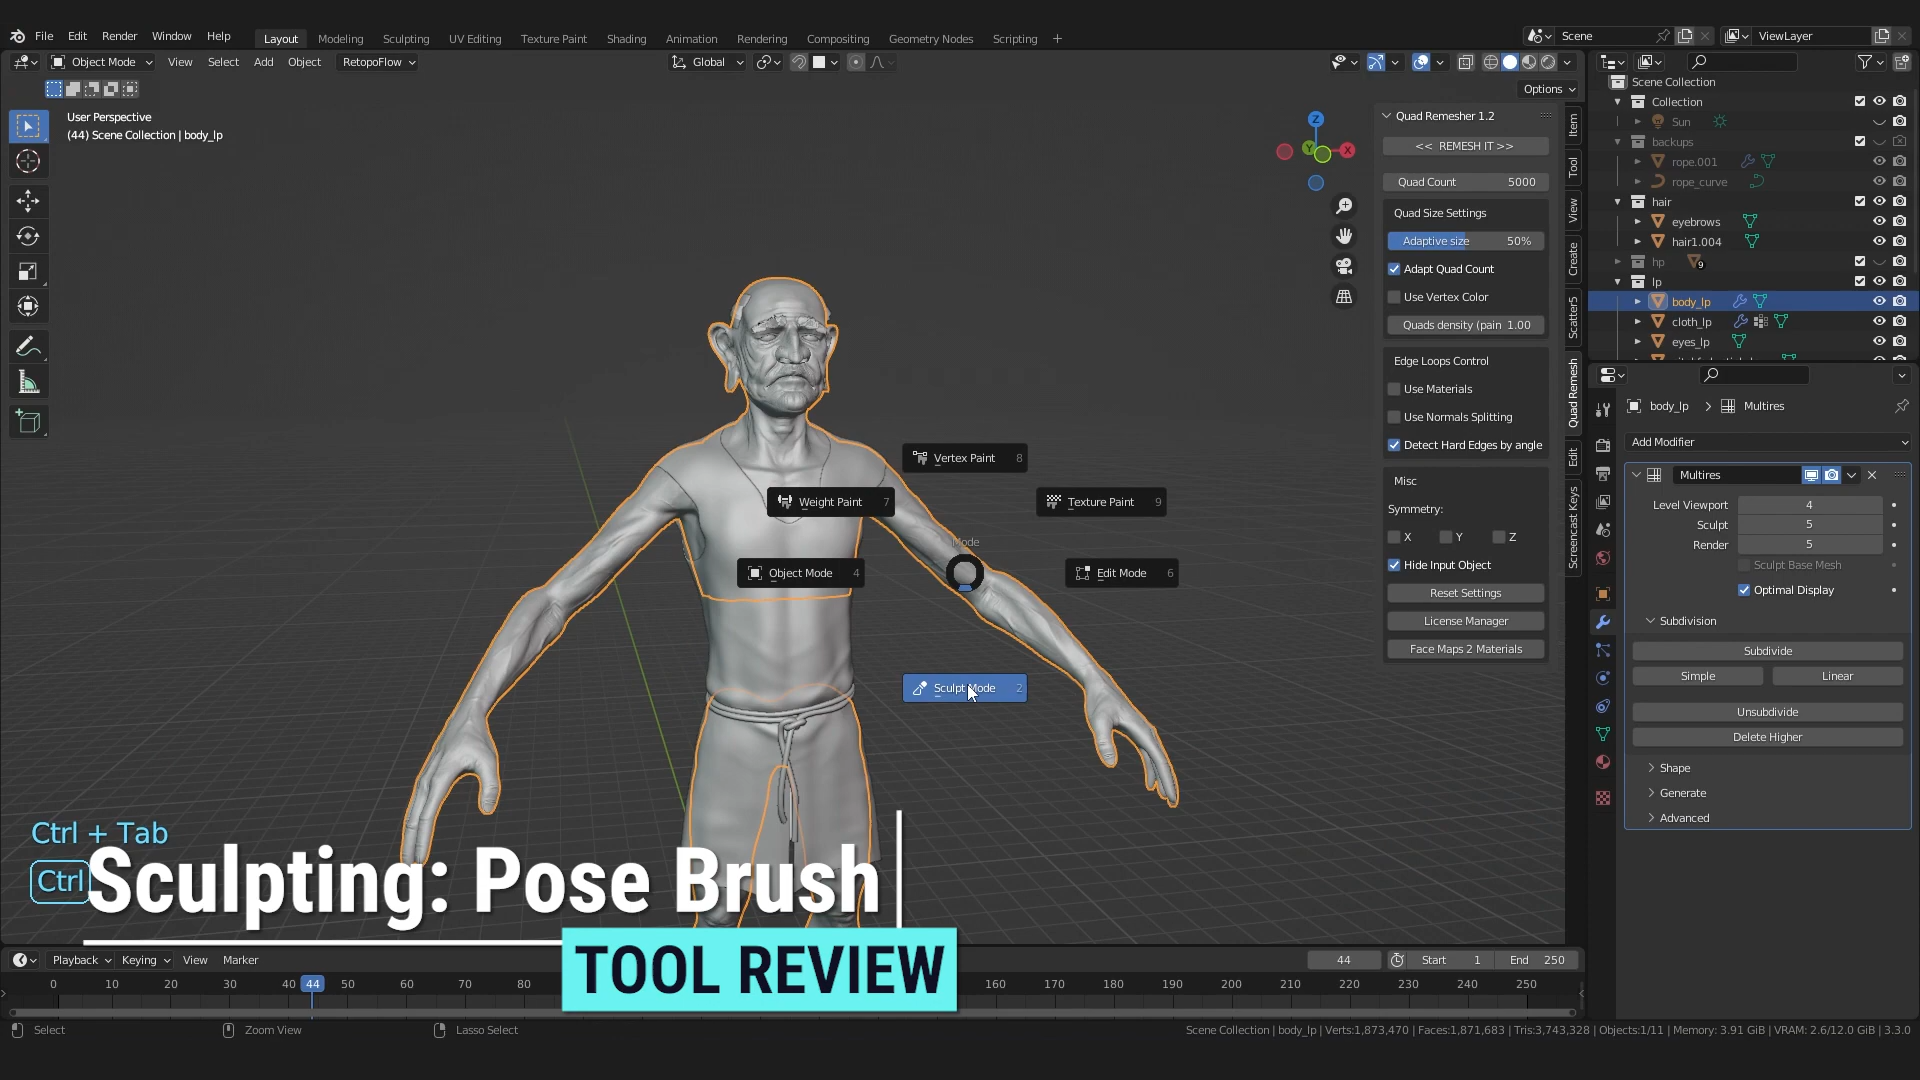 File Edit Render Window Help Layout Modeling Sculpting UV Editing Texture Paint Shading Animation Rendering Compositing Geometry Nodes Scripting + Scene ViewLayer
Object Mode View Select Add Object RetopoFlow Global
Options
User Perspective
(44) Scene Collection | body_lp
Z
Y
X
Quad Remesher 1.2
<< REMESH IT >>
Quad Count 5000
Quad Size Settings
Adaptive size 50%
Adapt Quad Count
Use Vertex Color
Quads density (pain 1.00
Edge Loops Control
Use Materials
Use Normals Splitting
Detect Hard Edges by angle
Misc
Symmetry:
X Y Z
Hide Input Object
Reset Settings
License Manager
Face Maps 2 Materials
Item
Tool
View
Create
Scatter5
Quad Remesh
Edit
Screencast Keys
Scene Collection
Collection
Sun
backups
rope.001
rope_curve
hair
eyebrows
hair1.004
hp 9
lp
body_lp
cloth_lp
eyes_lp
body_lp > Multires
Add Modifier
Multires
Level Viewport 4
Sculpt 5
Render 5
Sculpt Base Mesh
Optimal Display
Subdivision
Subdivide
Simple Linear
Unsubdivide
Delete Higher
Shape
Generate
Advanced
Vertex Paint 8
Weight Paint 7
Texture Paint 9
Mode
Object Mode 4
Edit Mode 6
Sculpt Mode 2
Ctrl + Tab
Ctrl
Sculpting: Pose Brush
TOOL REVIEW
Playback Keying View Marker 44 Start 1 End 250
0 10 20 30 40 44 50 60 70 80 160 170 180 190 200 210 220 230 240 250
Select Zoom View Lasso Select Scene Collection | body_lp | Verts:1,873,470 | Faces:1,871,683 | Tris:3,743,328 | Objects:1/11 | Memory: 3.91 GiB | VRAM: 2.6/12.0 GiB | 3.3.0